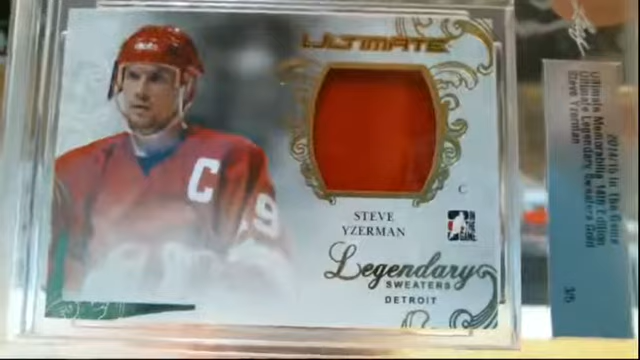 ULTIMATE
C
9
C
STEVE
YZERMAN
IN
THE
GAME
Legendary
SWEATERS
DETROIT
2014/15 In The Game
Ultimate Memorabilia 14th Edition
Ultimate Legendary Sweaters Gold
Steve Yzerman
3/5